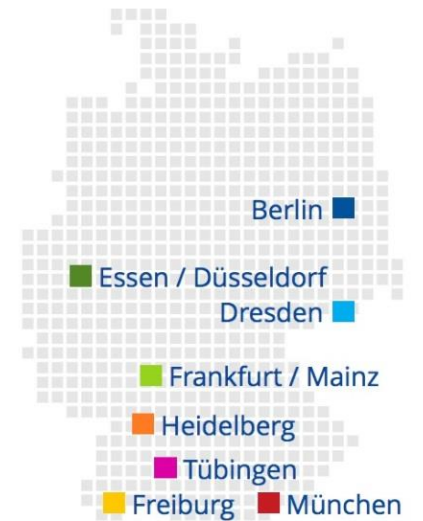 Berlin
Essen / Düsseldorf
Dresden
Frankfurt / Mainz
Heidelberg
Tübingen
Freiburg München